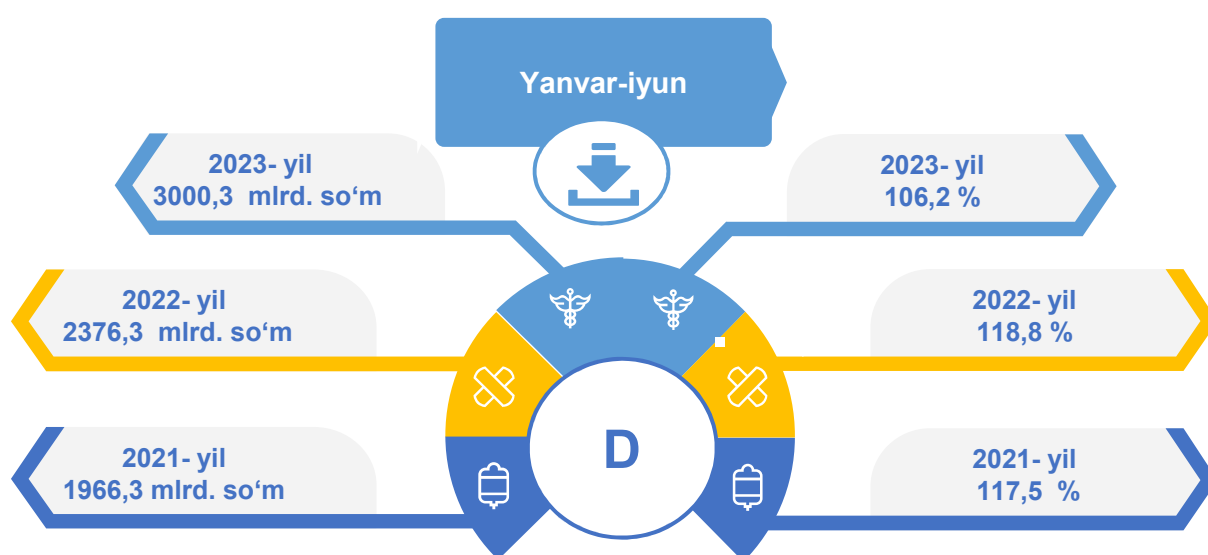 Yanvar-iyun
2023- yil
3000,3 mlrd. so‘m
2023- yil
106,2 %
2022- yil
2376,3 mlrd. so‘m
2022- yil
118,8 %
D
2021- yil
1966,3 mlrd. so‘m
2021- yil
117,5 %